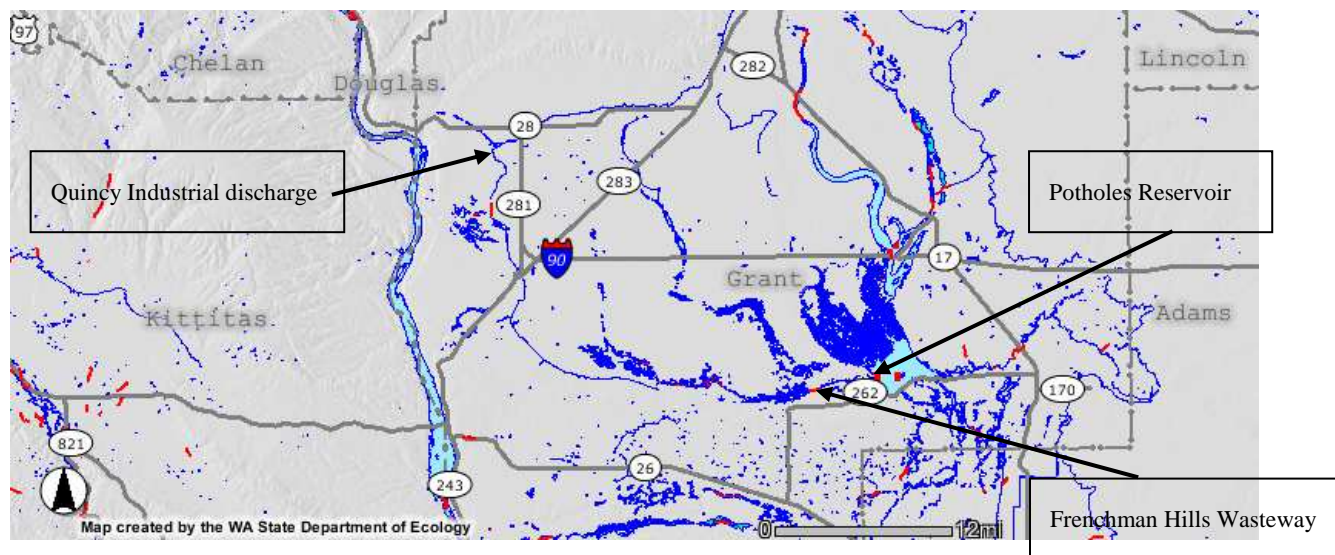 97
Chelan
Douglas
282
Lincoln
28
Quincy Industrial discharge
283
Potholes Reservoir
281
90
17
Grant
Kittitas
Adams
262
170
821
26
243
Map created by the WA State Department of Ecology
0 12mi
Frenchman Hills Wasteway